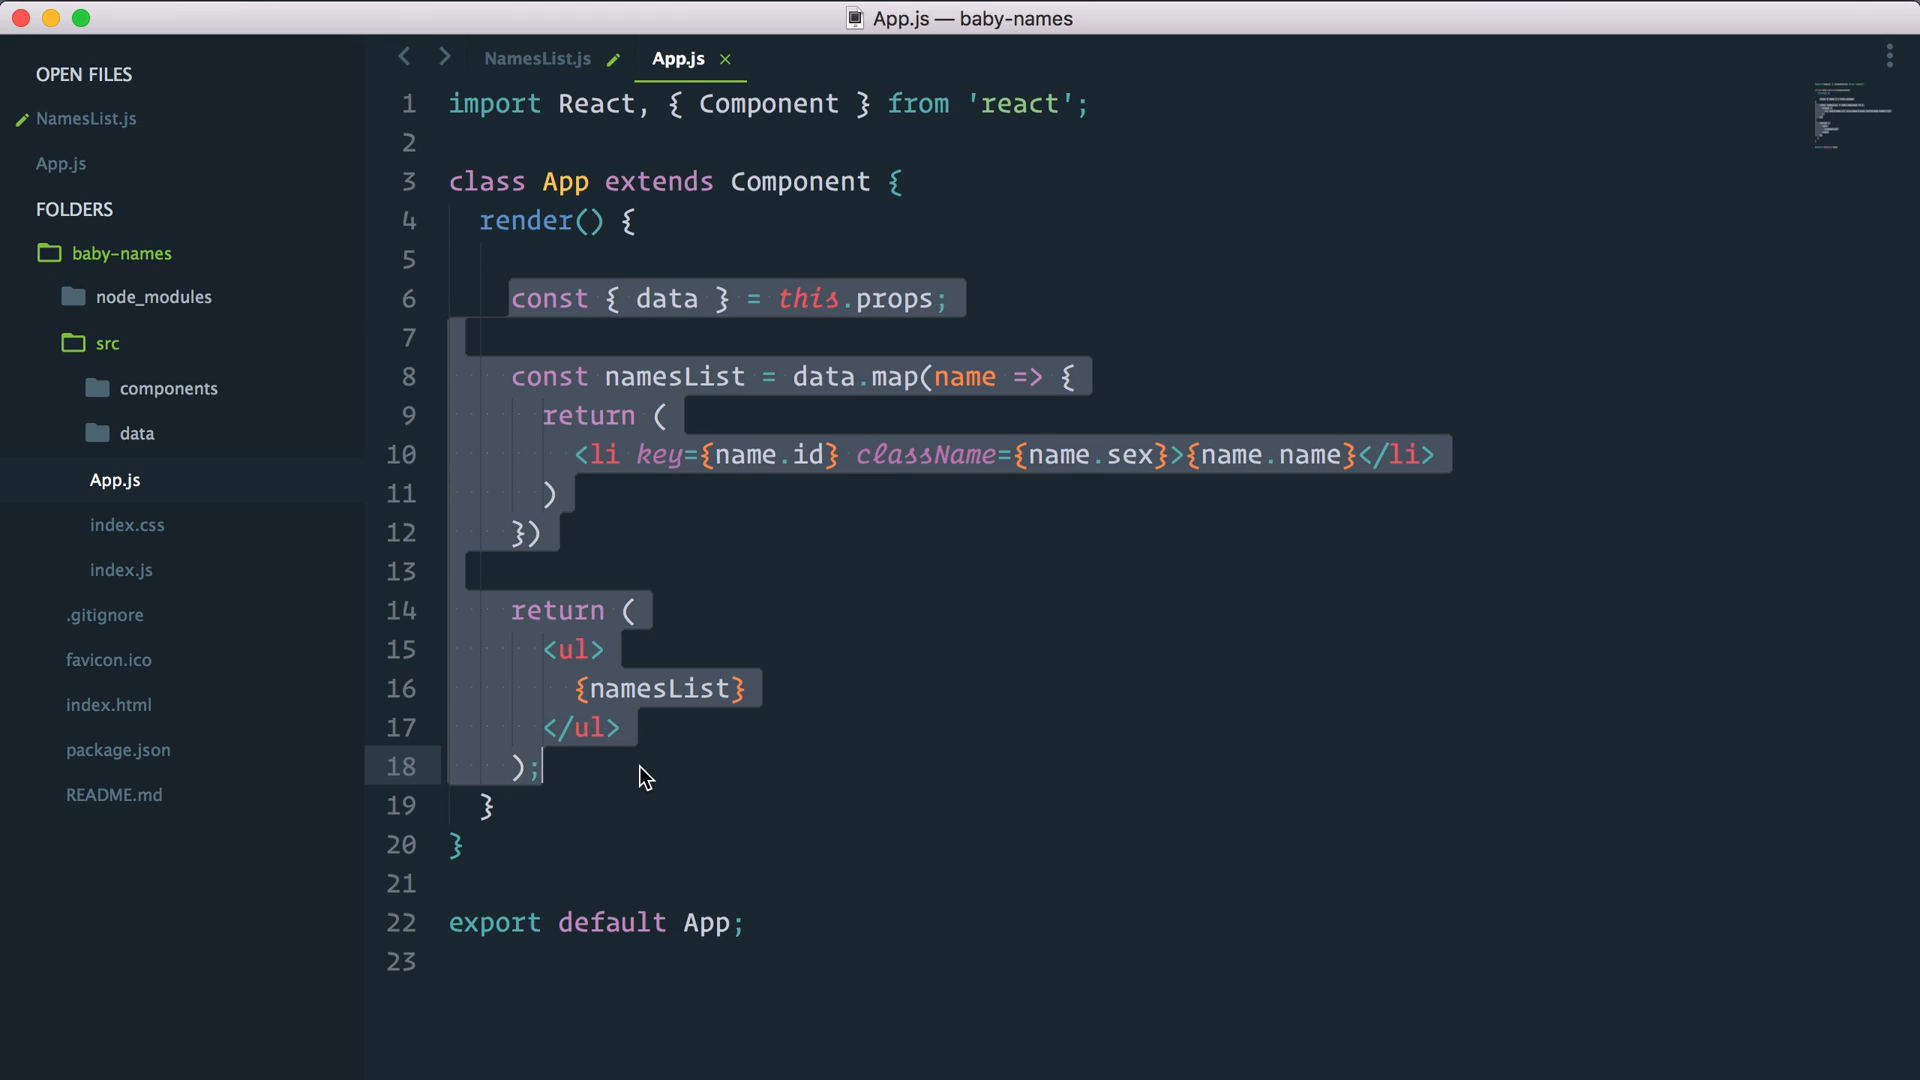 App.js — baby-names
OPEN FILES
NamesList.js
App.js
FOLDERS
baby-names
node_modules
src
components
data
App.js
index.css
index.js
.gitignore
favicon.ico
index.html
package.json
README.md
NamesList.js
App.js ×
1 import React, { Component } from 'react';
2
3 class App extends Component {
4   render() {
5
6     const { data } = this.props;
7
8     const namesList = data.map(name => {
9       return (
10         <li key={name.id} className={name.sex}>{name.name}</li>
11       )
12     })
13
14     return (
15       <ul>
16         {namesList}
17       </ul>
18     );
19   }
20 }
21
22 export default App;
23